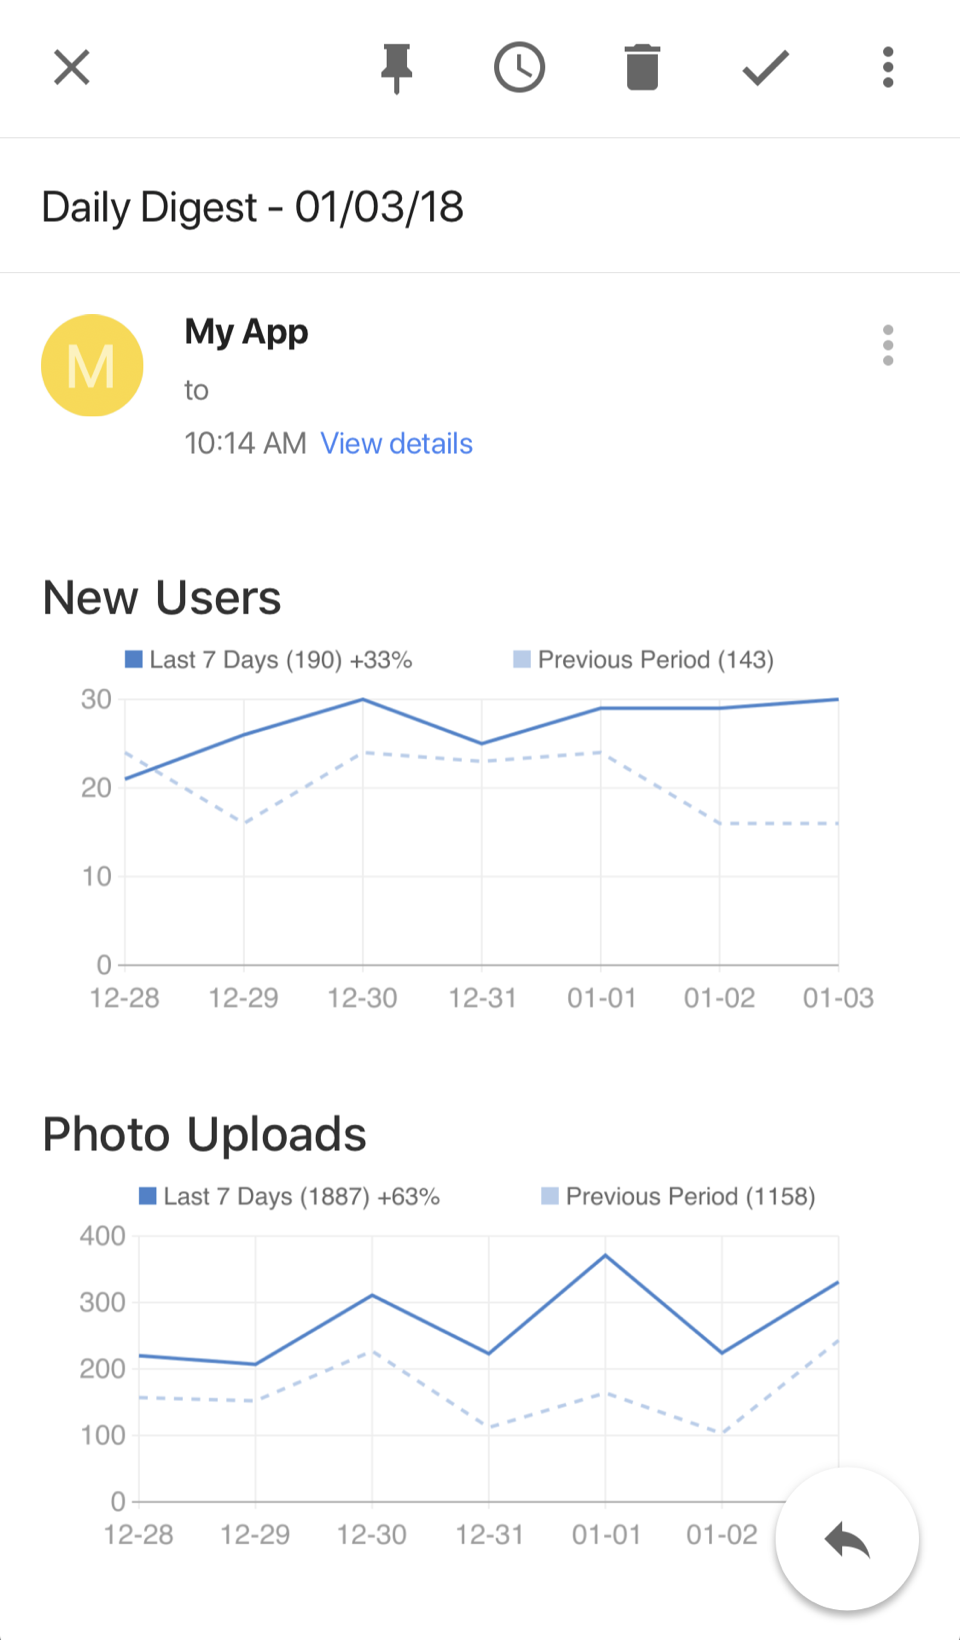 Daily Digest - 01/03/18
M
My App
to
10:14 AM View details
New Users
Last 7 Days (190) +33% Previous Period (143)
30
20
10
0
12-28 12-29 12-30 12-31 01-01 01-02 01-03
Photo Uploads
Last 7 Days (1887) +63% Previous Period (1158)
400
300
200
100
0
12-28 12-29 12-30 12-31 01-01 01-02